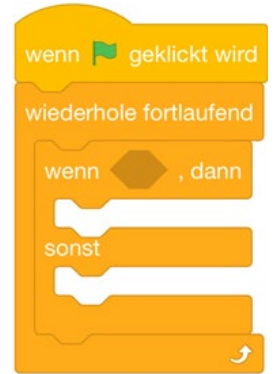 wenn geklickt wird
wiederhole fortlaufend
wenn , dann
sonst